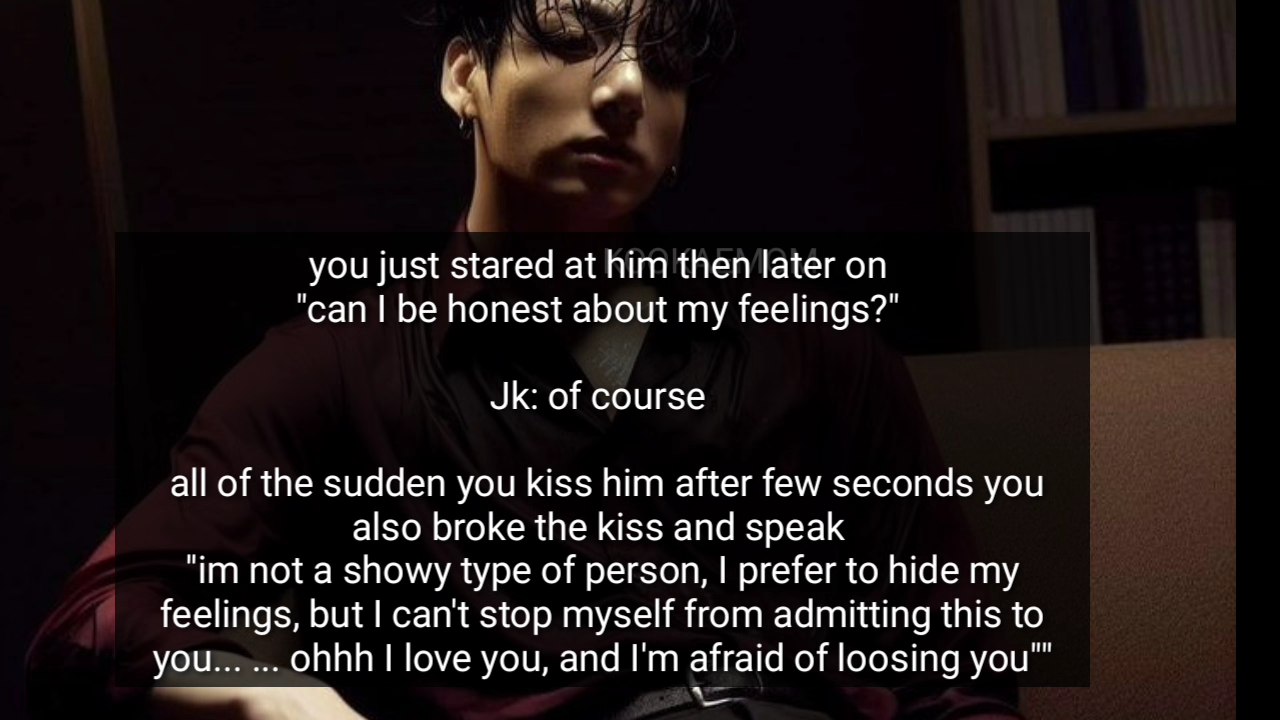 KOOKAEMOM
you just stared at him then later on
"can I be honest about my feelings?"
Jk: of course
all of the sudden you kiss him after few seconds you
also broke the kiss and speak
"im not a showy type of person, I prefer to hide my
feelings, but I can't stop myself from admitting this to
you... ... ohhh I love you, and I'm afraid of loosing you""